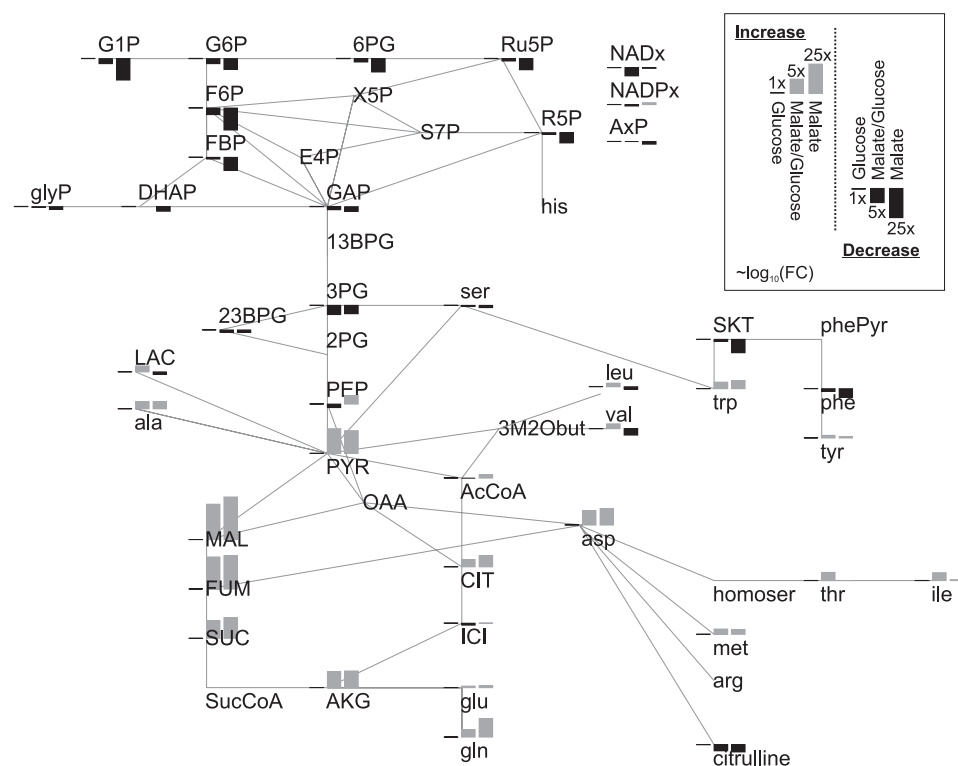 G1P
G6P
6PG
Ru5P
NADx
NADPx
AxP
F6P
X5P
S7P
R5P
FBP
E4P
glyP
DHAP
GAP
his
13BPG
3PG
ser
23BPG
2PG
SKT
phePyr
LAC
PEP
leu
trp
phe
ala
3M2Obut
val
tyr
PYR
AcCoA
OAA
MAL
asp
FUM
CIT
homoser
thr
ile
SUC
ICI
met
SucCoA
AKG
glu
arg
gln
citrulline
Increase
1x
5x
25x
Glucose
Malate/Glucose
Malate
Glucose
Malate/Glucose
Malate
1x
5x
25x
Decrease
~log10(FC)